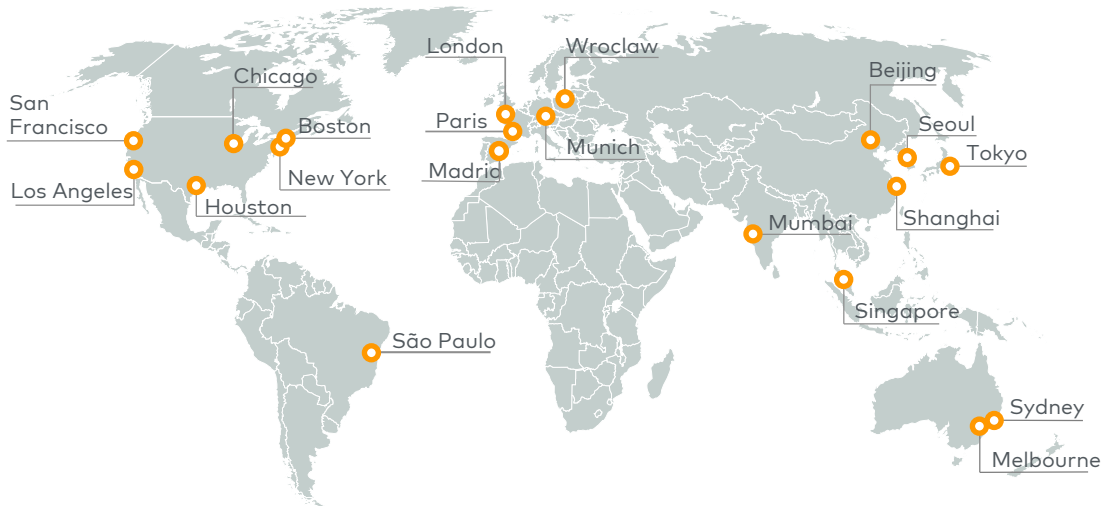 London
Wroclaw
Chicago
Beijing
San
Francisco
Boston
Paris
Seoul
Munich
Tokyo
Madrid
New York
Los Angeles
Houston
Mumbai
Shanghai
Singapore
São Paulo
Sydney
Melbourne